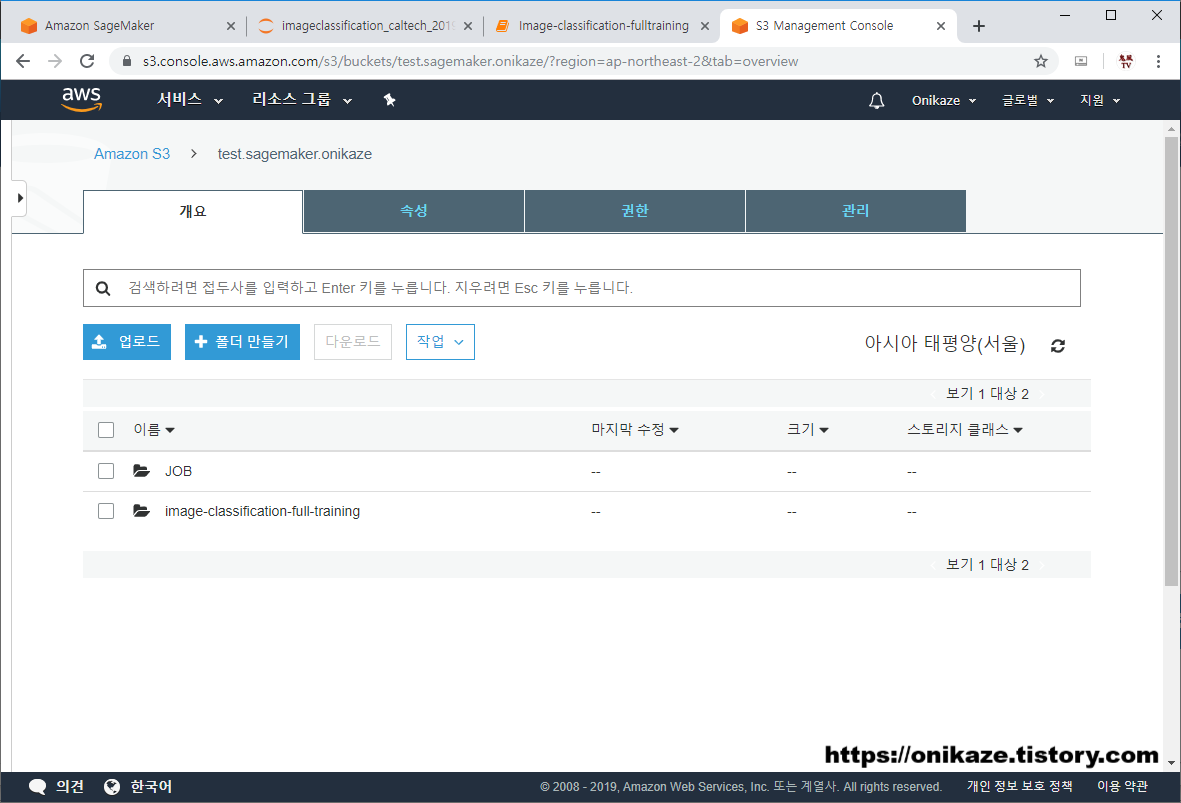 Amazon SageMaker
imageclassification_caltech_2019
Image-classification-fulltraining
S3 Management Console
s3.console.aws.amazon.com/s3/buckets/test.sagemaker.onikaze/?region=ap-northeast-2&tab=overview
aws 서비스 리소스 그룹 Onikaze 글로벌 지원
Amazon S3 > test.sagemaker.onikaze
개요 속성 권한 관리
검색하려면 접두사를 입력하고 Enter 키를 누릅니다. 지우려면 Esc 키를 누릅니다.
업로드 + 폴더 만들기 다운로드 작업 아시아 태평양(서울)
보기 1 대상 2
이름 마지막 수정 크기 스토리지 클래스
JOB -- -- --
image-classification-full-training -- -- --
보기 1 대상 2
https://onikaze.tistory.com
의견 한국어 © 2008 - 2019, Amazon Web Services, Inc. 또는 계열사. All rights reserved. 개인 정보 보호 정책 이용 약관